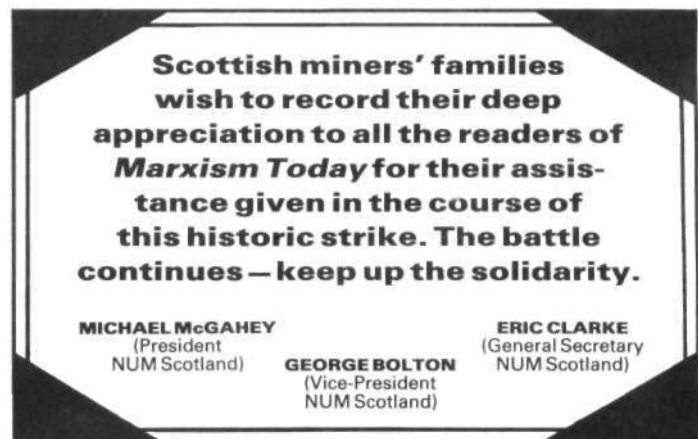 Scottish miners' families
wish to record their deep
appreciation to all the readers of
Marxism Today for their assis-
tance given in the course of
this historic strike. The battle
continues – keep up the solidarity.
MICHAEL McGAHEY
(President
NUM Scotland)
GEORGE BOLTON
(Vice-President
NUM Scotland)
ERIC CLARKE
(General Secretary
NUM Scotland)